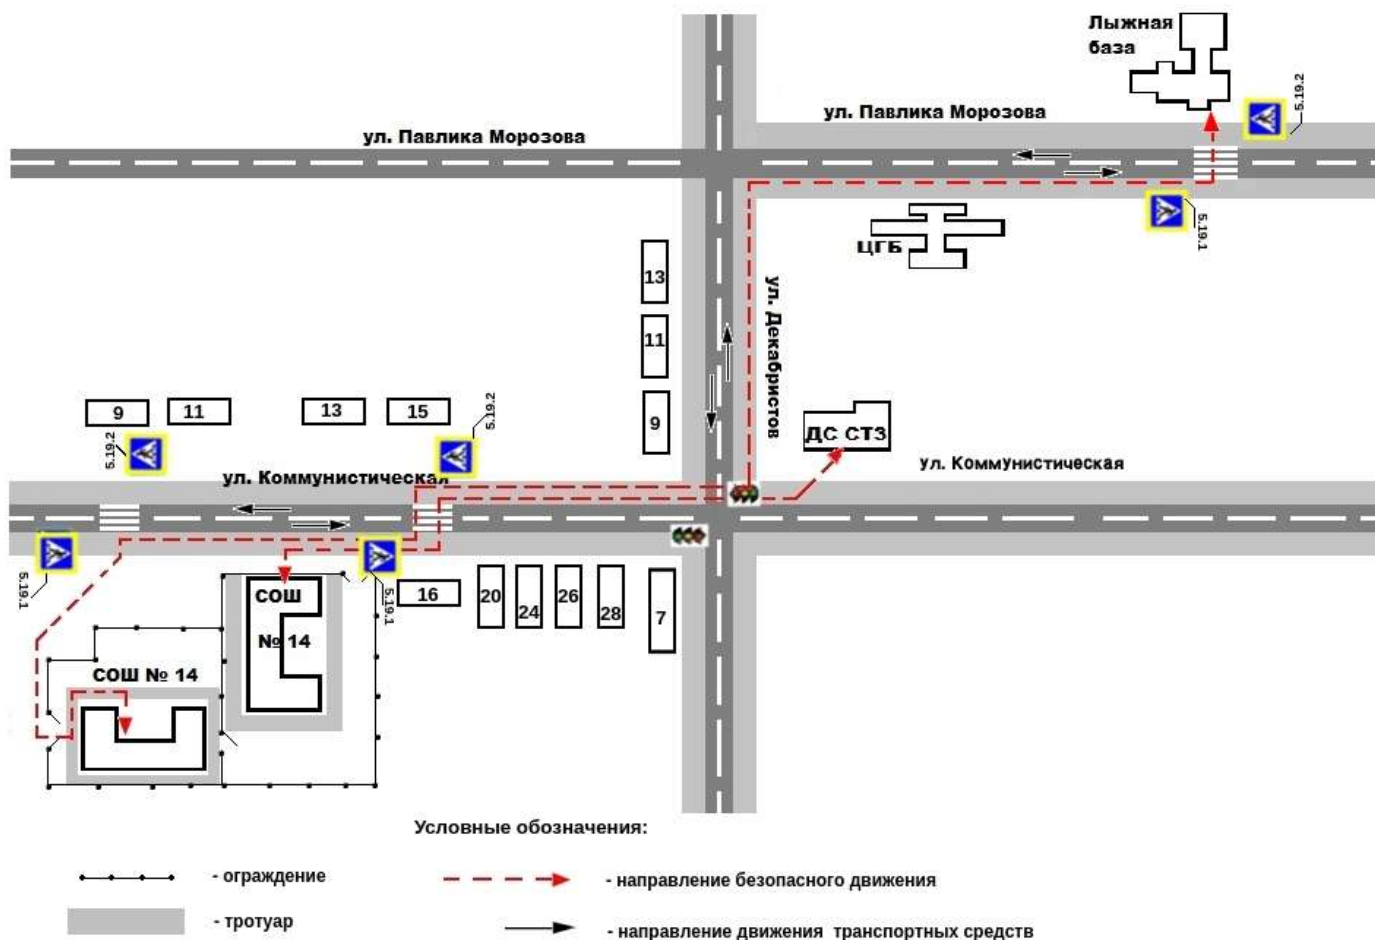 Лыжная
база
5.19.2
ул. Павлика Морозова
ул. Павлика Морозова
5.19.1
ЦГБ
13
11
9
ул. Декабристов
9
11
13
15
5.19.2
5.19.2
ДС СТЗ
ул. Коммунистическая
ул. Коммунистическая
5.19.1
5.19.1
СОШ
№ 14
16
20
24
26
28
7
СОШ № 14
Условные обозначения:
- ограждение
- направление безопасного движения
- тротуар
- направление движения транспортных средств